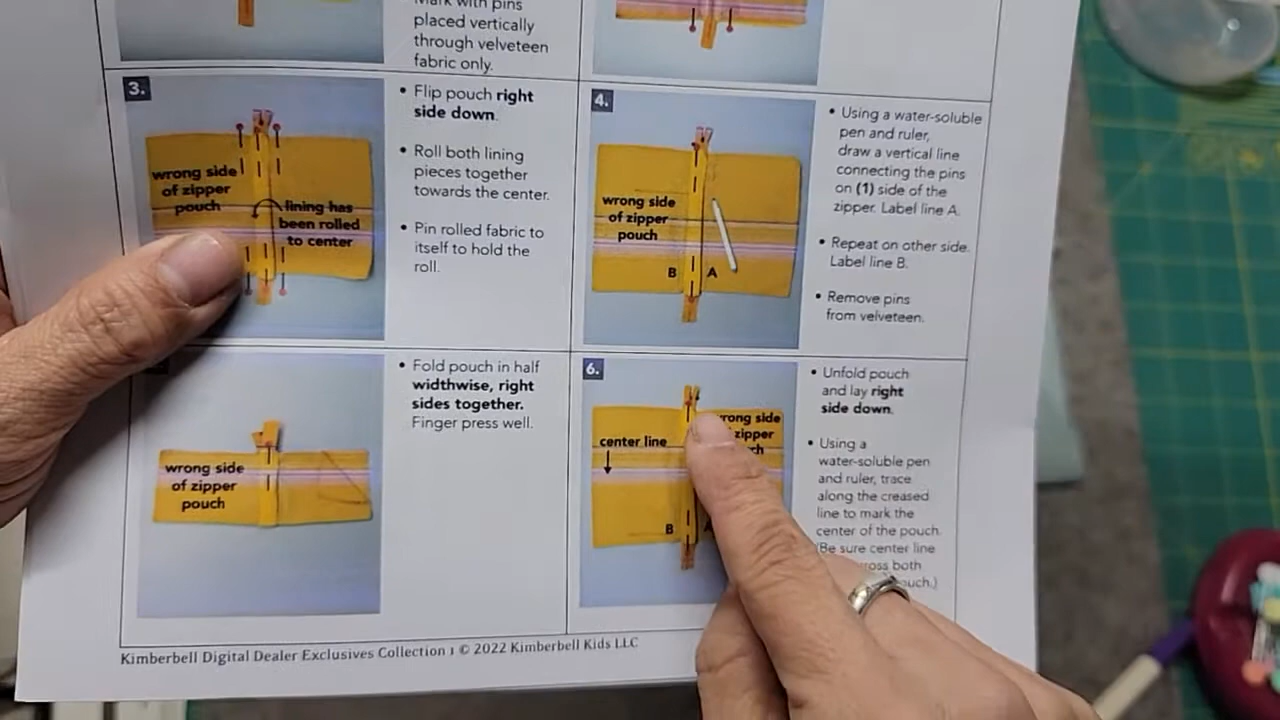 Mark with pins
placed vertically
through velveteen
fabric only.
3.
wrong side
of zipper
pouch
lining has
been rolled
to center
• Flip pouch right
side down.
• Roll both lining
pieces together
towards the center.
• Pin rolled fabric to
itself to hold the
roll.
4.
wrong side
of zipper
pouch
B
A
• Using a water-soluble
pen and ruler,
draw a vertical line
connecting the pins
on (1) side of the
zipper. Label line A.
• Repeat on other side.
Label line B.
• Remove pins
from velveteen.
wrong side
of zipper
pouch
• Fold pouch in half
widthwise, right
sides together.
Finger press well.
6.
center line
side
zipper
B
• Unfold pouch
and lay right
side down.
• Using a
water-soluble pen
and ruler, trace
along the creased
line to mark the
center of the pouch.
(Be sure center line
both
Kimberbell Digital Dealer Exclusives Collection 1 © 2022 Kimberbell Kids LLC